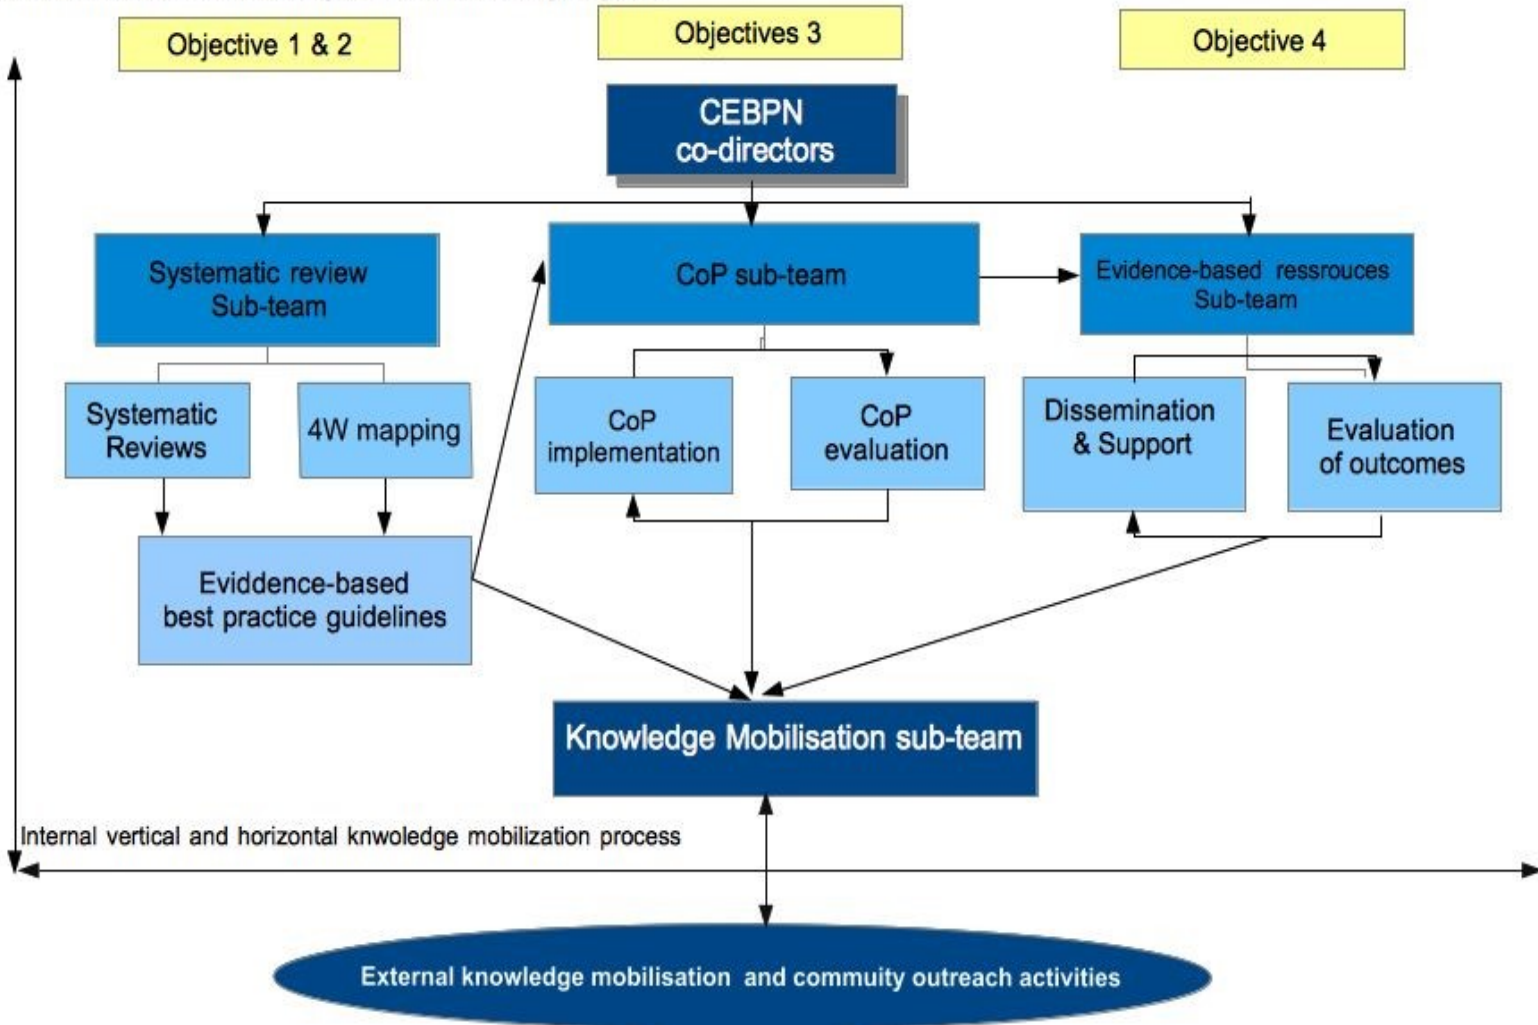 Objective 1 & 2
Objectives 3
Objective 4
CEBPN
co-directors
Systematic review
Sub-team
CoP sub-team
Evidence-based ressrouces
Sub-team
Systematic
Reviews
4W mapping
CoP
implementation
CoP
evaluation
Dissemination
& Support
Evaluation
of outcomes
Eviddence-based
best practice guidelines
Knowledge Mobilisation sub-team
Internal vertical and horizontal knwoledge mobilization process
External knowledge mobilisation and commuity outreach activities